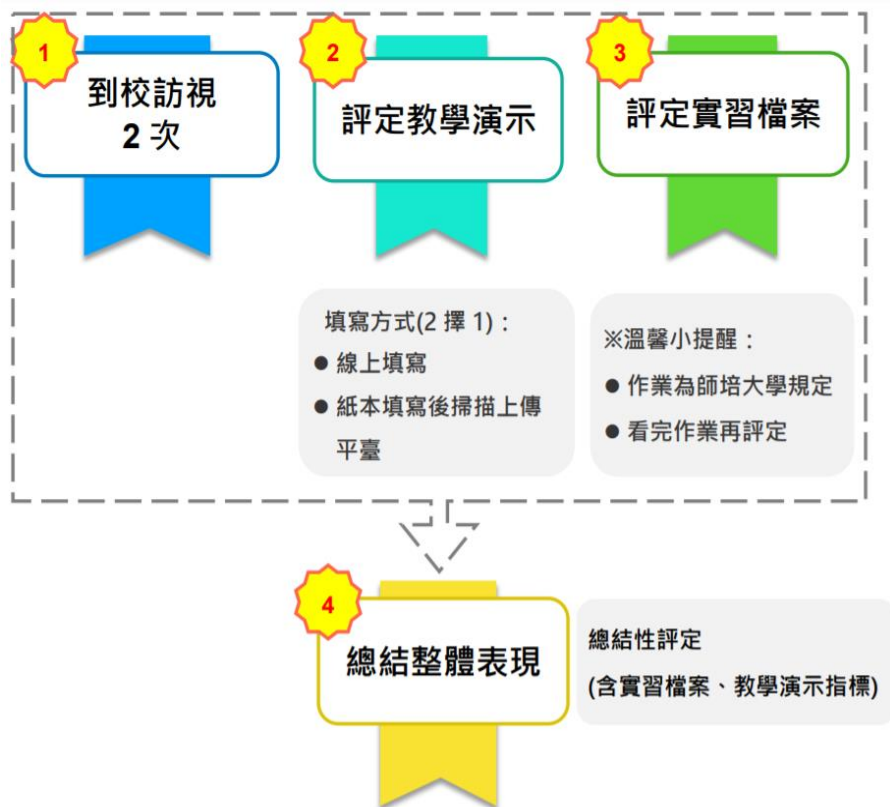 1
到校訪視
2 次
2
評定教學演示
3
評定實習檔案
填寫方式(2 擇 1)：
● 線上填寫
● 紙本填寫後掃描上傳
平臺
※溫馨小提醒：
● 作業為師培大學規定
● 看完作業再評定
4
總結整體表現
總結性評定
(含實習檔案、教學演示指標)